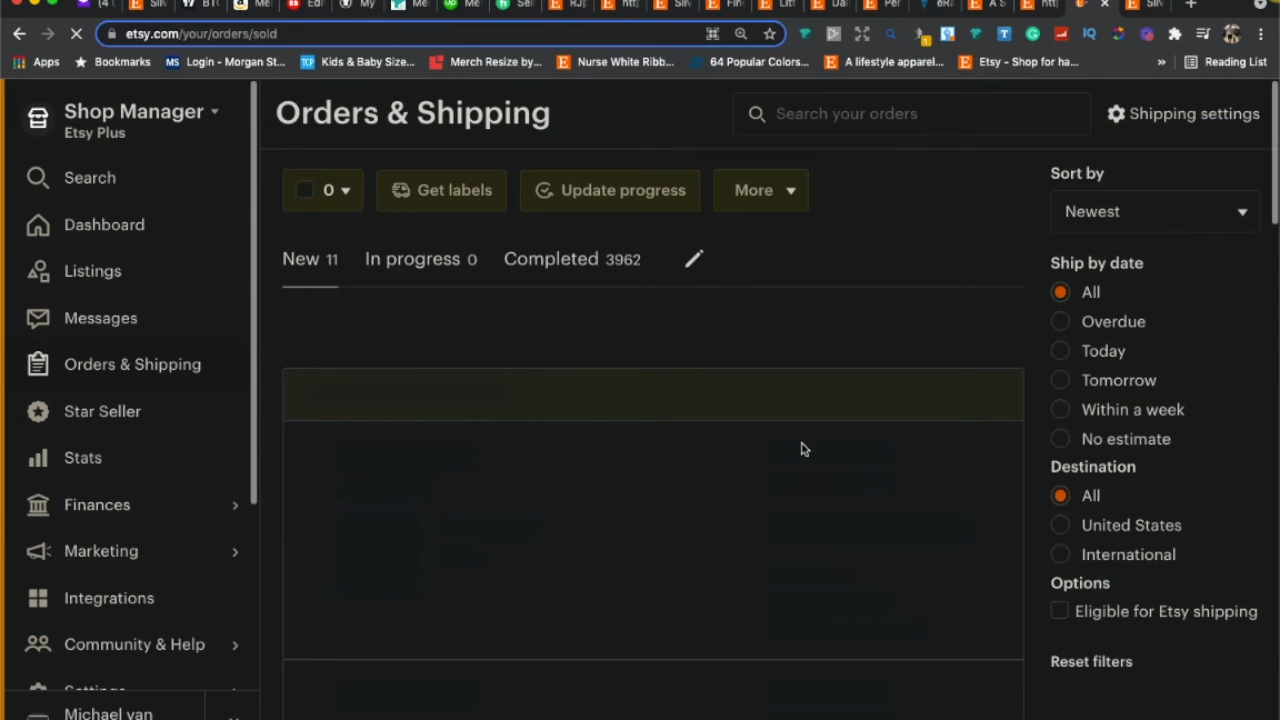 etsy.com/your/orders/sold
Apps
Bookmarks
Login - Morgan St...
Kids & Baby Size...
Merch Resize by...
Nurse White Ribb...
64 Popular Colors...
A lifestyle apparel...
Etsy - Shop for ha...
»
Reading List
Shop Manager
Etsy Plus
Search
Dashboard
Listings
Messages
Orders & Shipping
Star Seller
Stats
Finances
Marketing
Integrations
Community & Help
Settings
Michael van
Orders & Shipping
Search your orders
Shipping settings
0
Get labels
Update progress
More
New 11
In progress 0
Completed 3962
Sort by
Newest
Ship by date
All
Overdue
Today
Tomorrow
Within a week
No estimate
Destination
All
United States
International
Options
Eligible for Etsy shipping
Reset filters